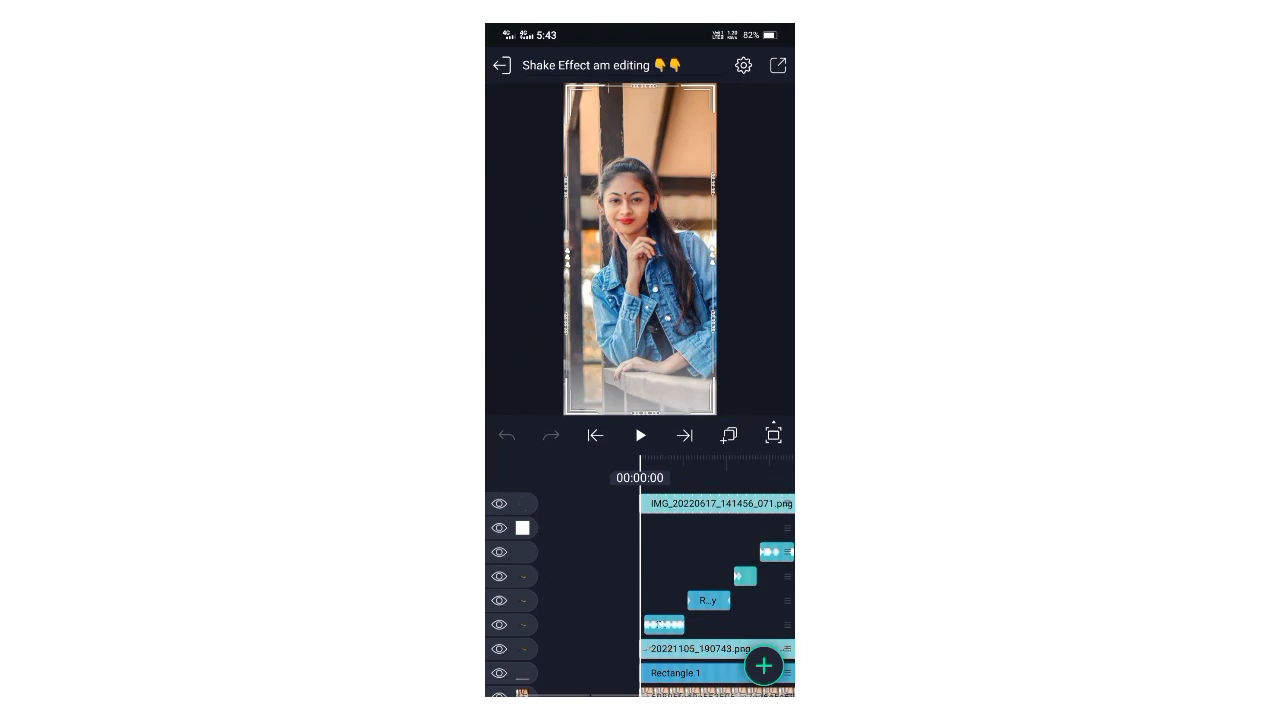 5:43
82%
Shake Effect am editing 👇👇
00:00:00
IMG_20220617_141456_071.png
R...y
20221105_190743.png
Rectangle 1